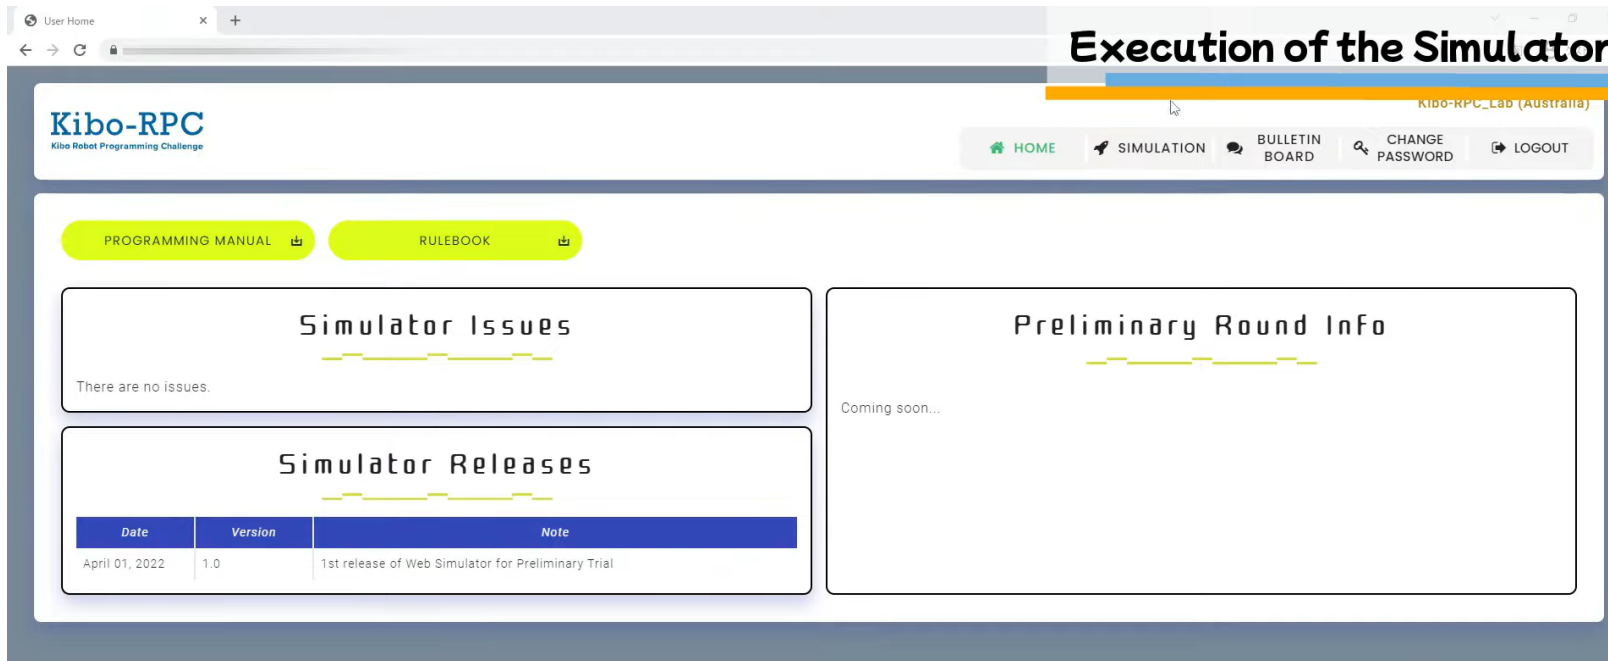 User Home
Execution of the Simulator
Kibo-RPC_Lab (Australia)
Kibo-RPC
Kibo Robot Programming Challenge
HOME
SIMULATION
BULLETIN
BOARD
CHANGE
PASSWORD
LOGOUT
PROGRAMMING MANUAL
RULEBOOK
Simulator Issues
There are no issues.
Preliminary Round Info
Coming soon...
Simulator Releases
Date Version Note
April 01, 2022 1.0 1st release of Web Simulator for Preliminary Trial